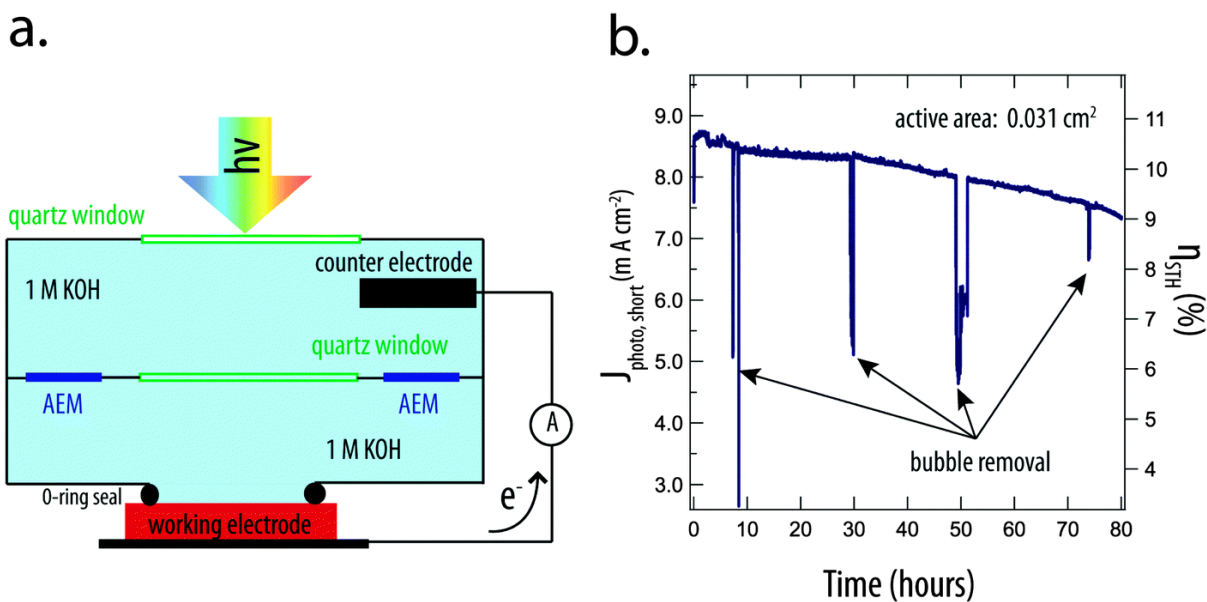 a.
hv
quartz window
counter electrode
1 M KOH
quartz window
AEM
AEM
A
1 M KOH
0-ring seal
e-
working electrode
b.
active area: 0.031 cm²
J photo, short (m A cm⁻²)
9.0
8.0
7.0
6.0
5.0
4.0
3.0
11
10
9
8
7
6
5
4
η STH (%)
bubble removal
0 10 20 30 40 50 60 70 80
Time (hours)